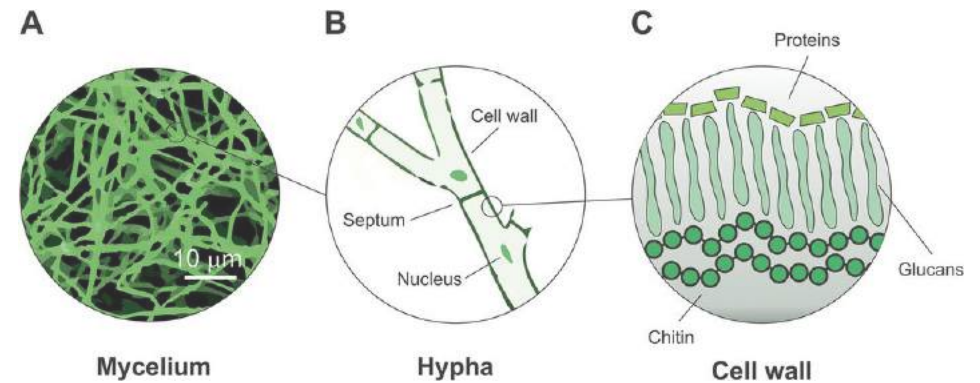 A
B
C
Proteins
Cell wall
Septum
10 μm
Nucleus
Glucans
Chitin
Mycelium
Hypha
Cell wall